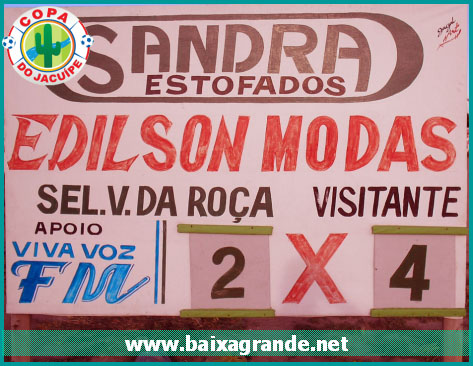 COPA
DO JACUÍPE
SANDRA
ESTOFADOS
EDILSON MODAS
SEL.V.DA ROÇA VISITANTE
APOIO
VIVA VOZ
FM
2 X 4
www.baixagrande.net